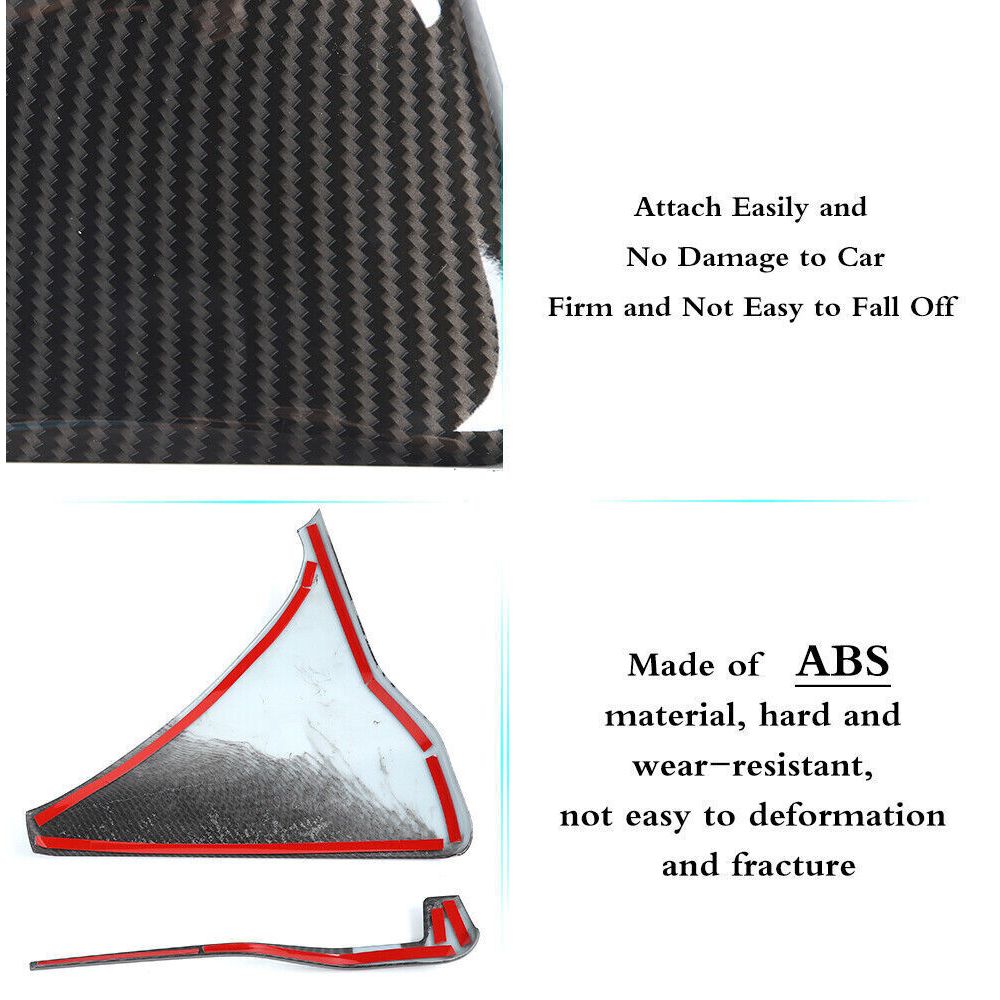 Attach Easily and
No Damage to Car
Firm and Not Easy to Fall Off
Made of ABS
material, hard and
wear-resistant,
not easy to deformation
and fracture